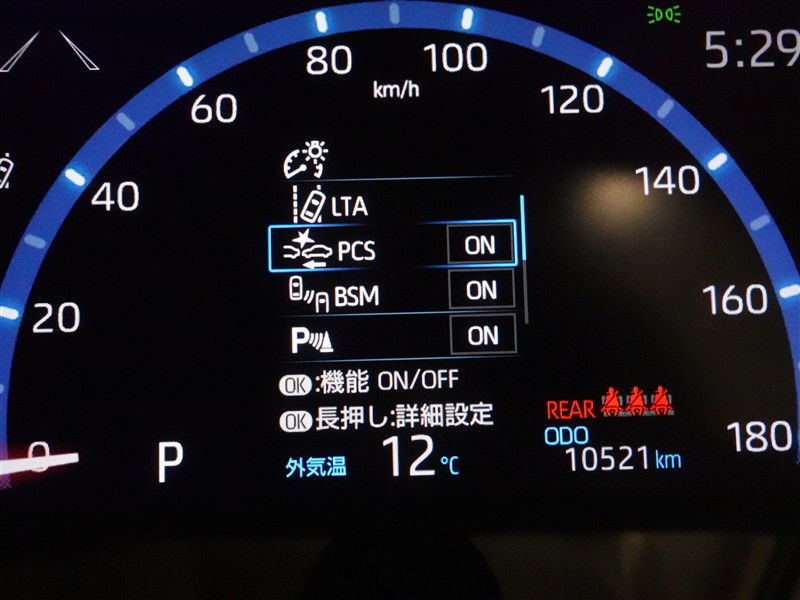 5:29
80
100
km/h
60
120
40
140
LTA
PCS ON
BSM ON
P ON
20
160
OK:機能 ON/OFF
OK長押し:詳細設定
REAR
ODO
10521km
180
0
P
外気温 12℃